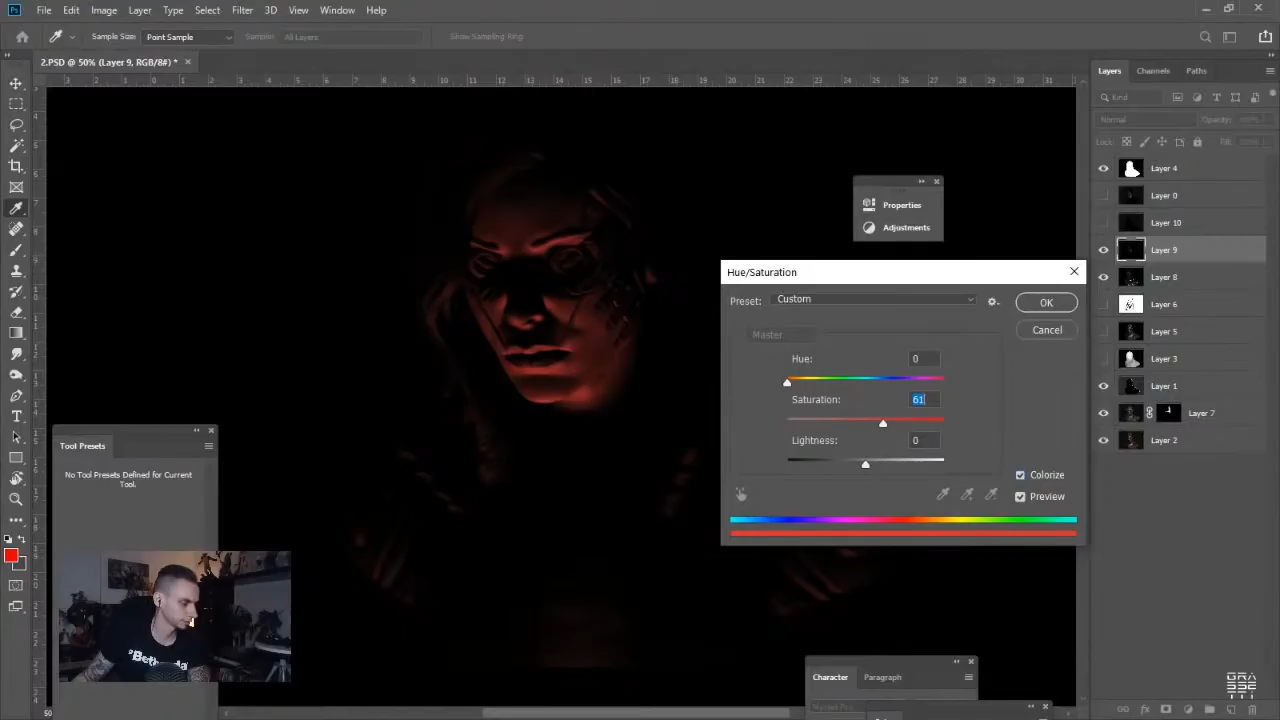 Ps File Edit Image Layer Type Select Filter 3D View Window Help
Sample Size: Point Sample Sample: All Layers Show Sampling Ring
2.PSD @ 50% (Layer 9, RGB/8#) * ×
Layers Channels Paths
Kind
Normal Opacity: 100%
Lock: Fill: 100%
Layer 4
Layer 0
Layer 10
Layer 9
Layer 8
Layer 6
Layer 5
Layer 3
Layer 1
Layer 7
Layer 2
Properties
Adjustments
Hue/Saturation
Preset: Custom
OK
Cancel
Master
Hue: 0
Saturation: 61
Lightness: 0
Colorize
Preview
Tool Presets
No Tool Presets Defined for Current
Tool.
Character Paragraph
50